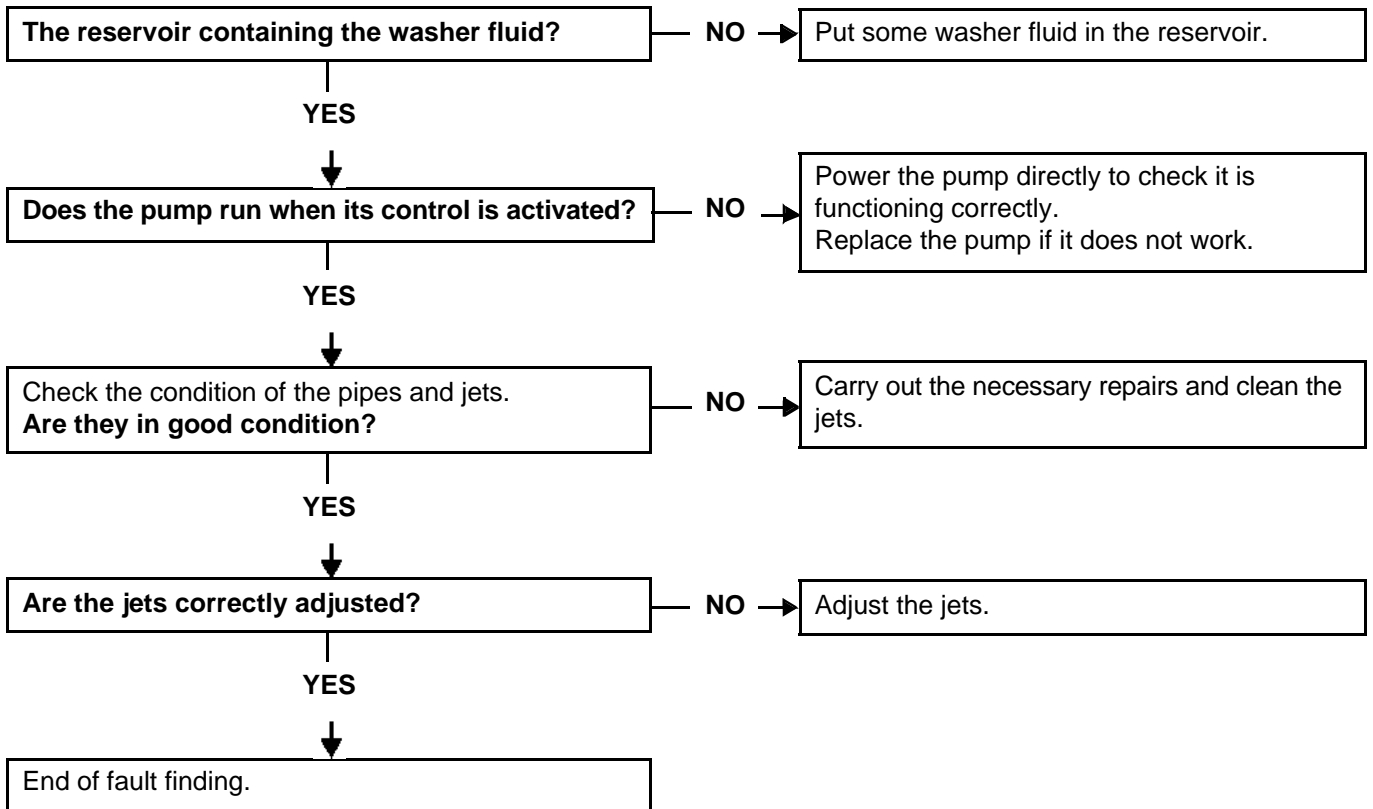 The reservoir containing the washer fluid?
NO
Put some washer fluid in the reservoir.
YES
Does the pump run when its control is activated?
NO
Power the pump directly to check it is
functioning correctly.
Replace the pump if it does not work.
YES
Check the condition of the pipes and jets.
Are they in good condition?
NO
Carry out the necessary repairs and clean the
jets.
YES
Are the jets correctly adjusted?
NO
Adjust the jets.
YES
End of fault finding.